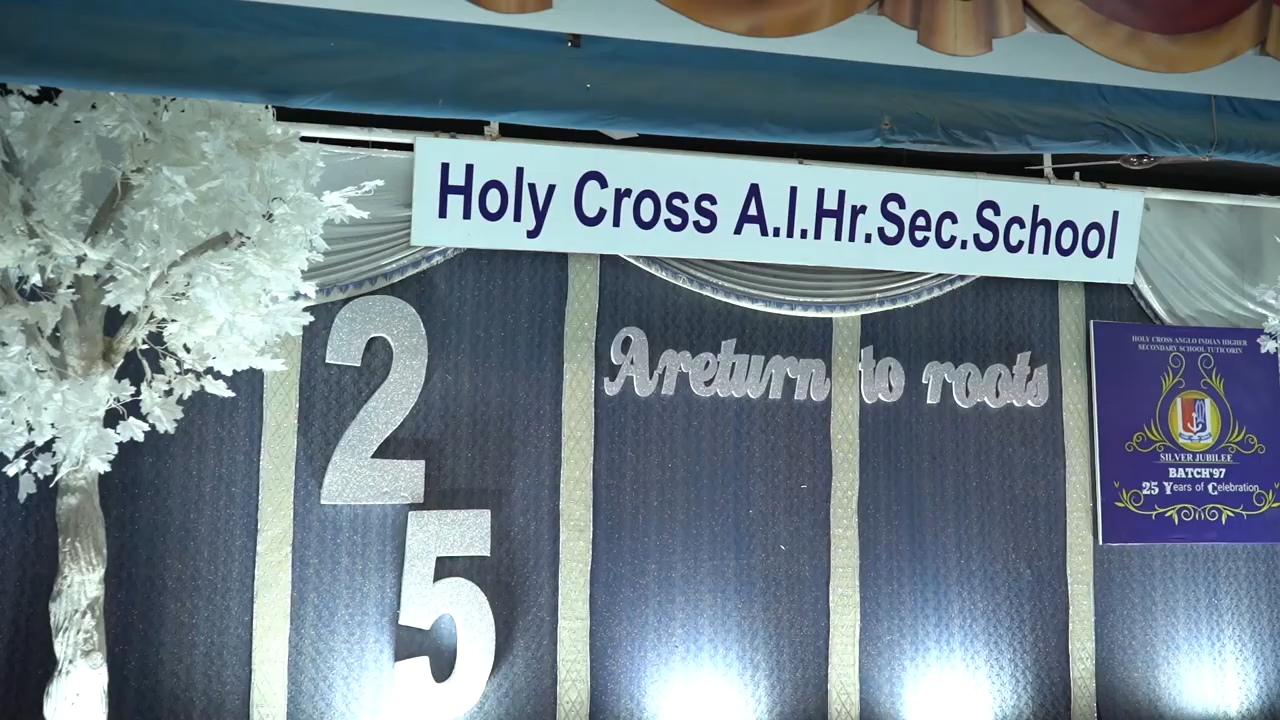 Holy Cross A.I.Hr.Sec.School
2
5
A return to roots
HOLY CROSS ANGLO INDIAN HIGHER
SECONDARY SCHOOL TUTICORIN
SILVER JUBILEE
BATCH'97
25 Years of Celebration